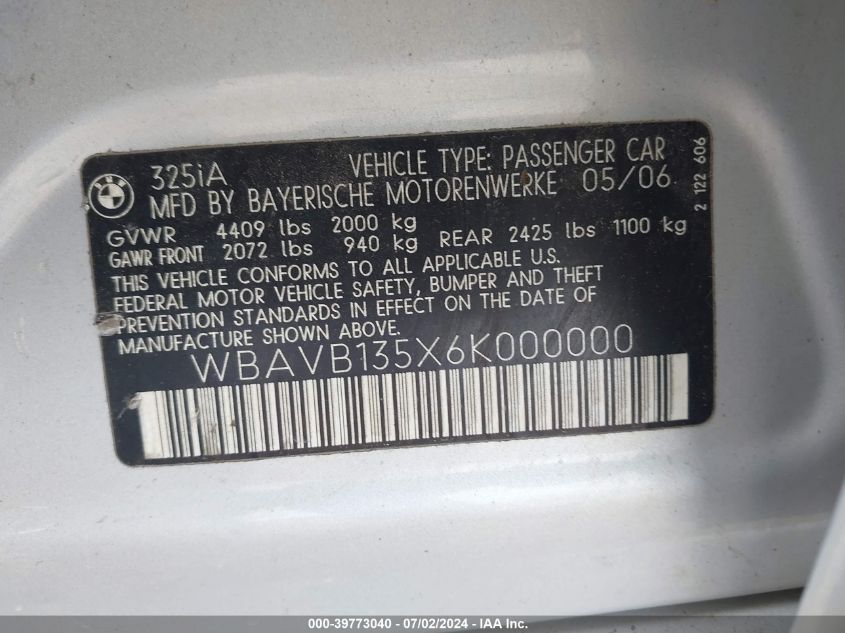 325iA VEHICLE TYPE: PASSENGER CAR
MFD BY BAYERISCHE MOTORENWERKE 05/06
GVWR 4409 lbs 2000 kg
GAWR FRONT 2072 lbs 940 kg REAR 2425 lbs 1100 kg
THIS VEHICLE CONFORMS TO ALL APPLICABLE U.S.
FEDERAL MOTOR VEHICLE SAFETY, BUMPER AND THEFT
PREVENTION STANDARDS IN EFFECT ON THE DATE OF
MANUFACTURE SHOWN ABOVE.
WBAVB135X6K000000
2 122 606
000-39773040 - 07/02/2024 - IAA Inc.